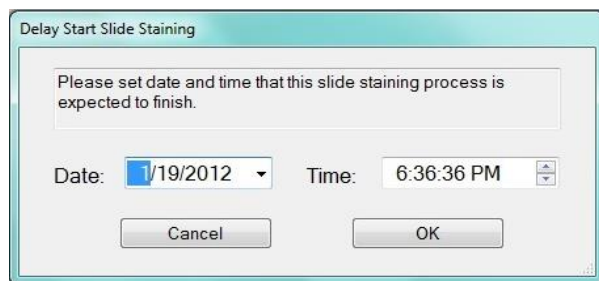 Delay Start Slide Staining
Please set date and time that this slide staining process is
expected to finish.
Date: 1/19/2012 Time: 6:36:36 PM
Cancel OK